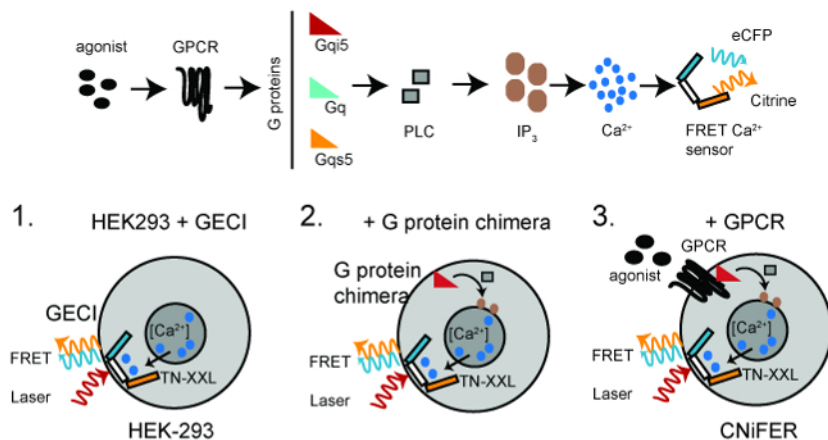 agonist
GPCR
G proteins
Gqi5
Gq
Gqs5
PLC
IP₃
Ca²⁺
eCFP
Citrine
FRET Ca²⁺
sensor
1.
HEK293 + GECI
GECI
[Ca²⁺]
FRET
TN-XXL
Laser
HEK-293
2.
+ G protein chimera
G protein
chimera
[Ca²⁺]
FRET
TN-XXL
Laser
3.
+ GPCR
GPCR
agonist
[Ca²⁺]
FRET
TN-XXL
Laser
CNiFER